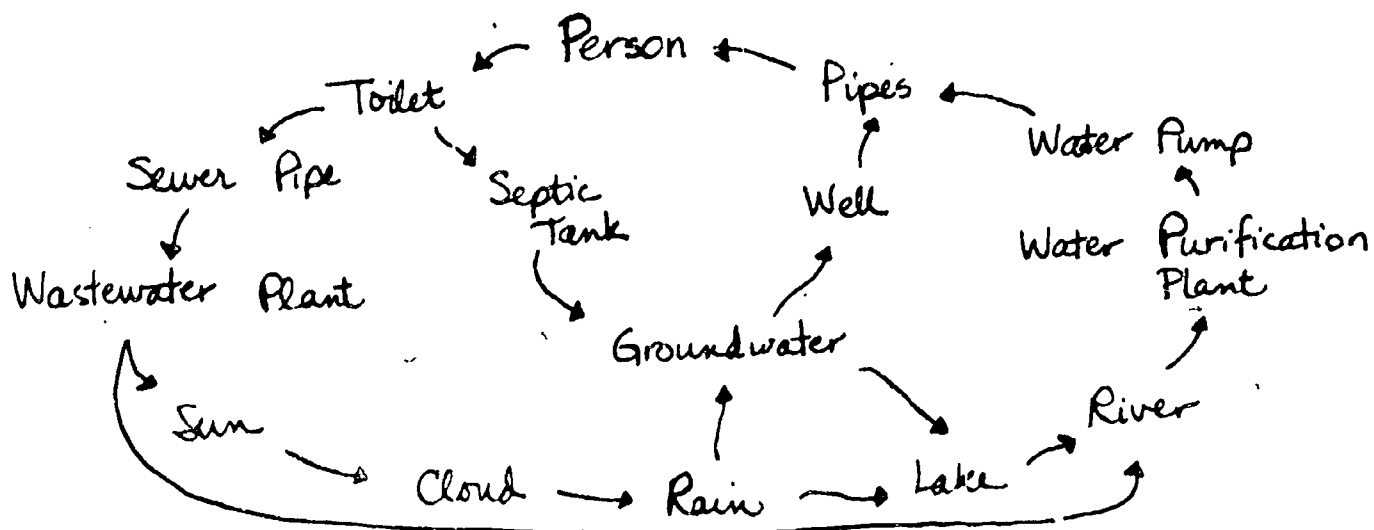 Person
Pipes
Toilet
Water Pump
Sewer Pipe
Septic
Tank
Well
Water Purification
Plant
Wastewater Plant
Groundwater
River
Sun
Cloud
Rain
Lake